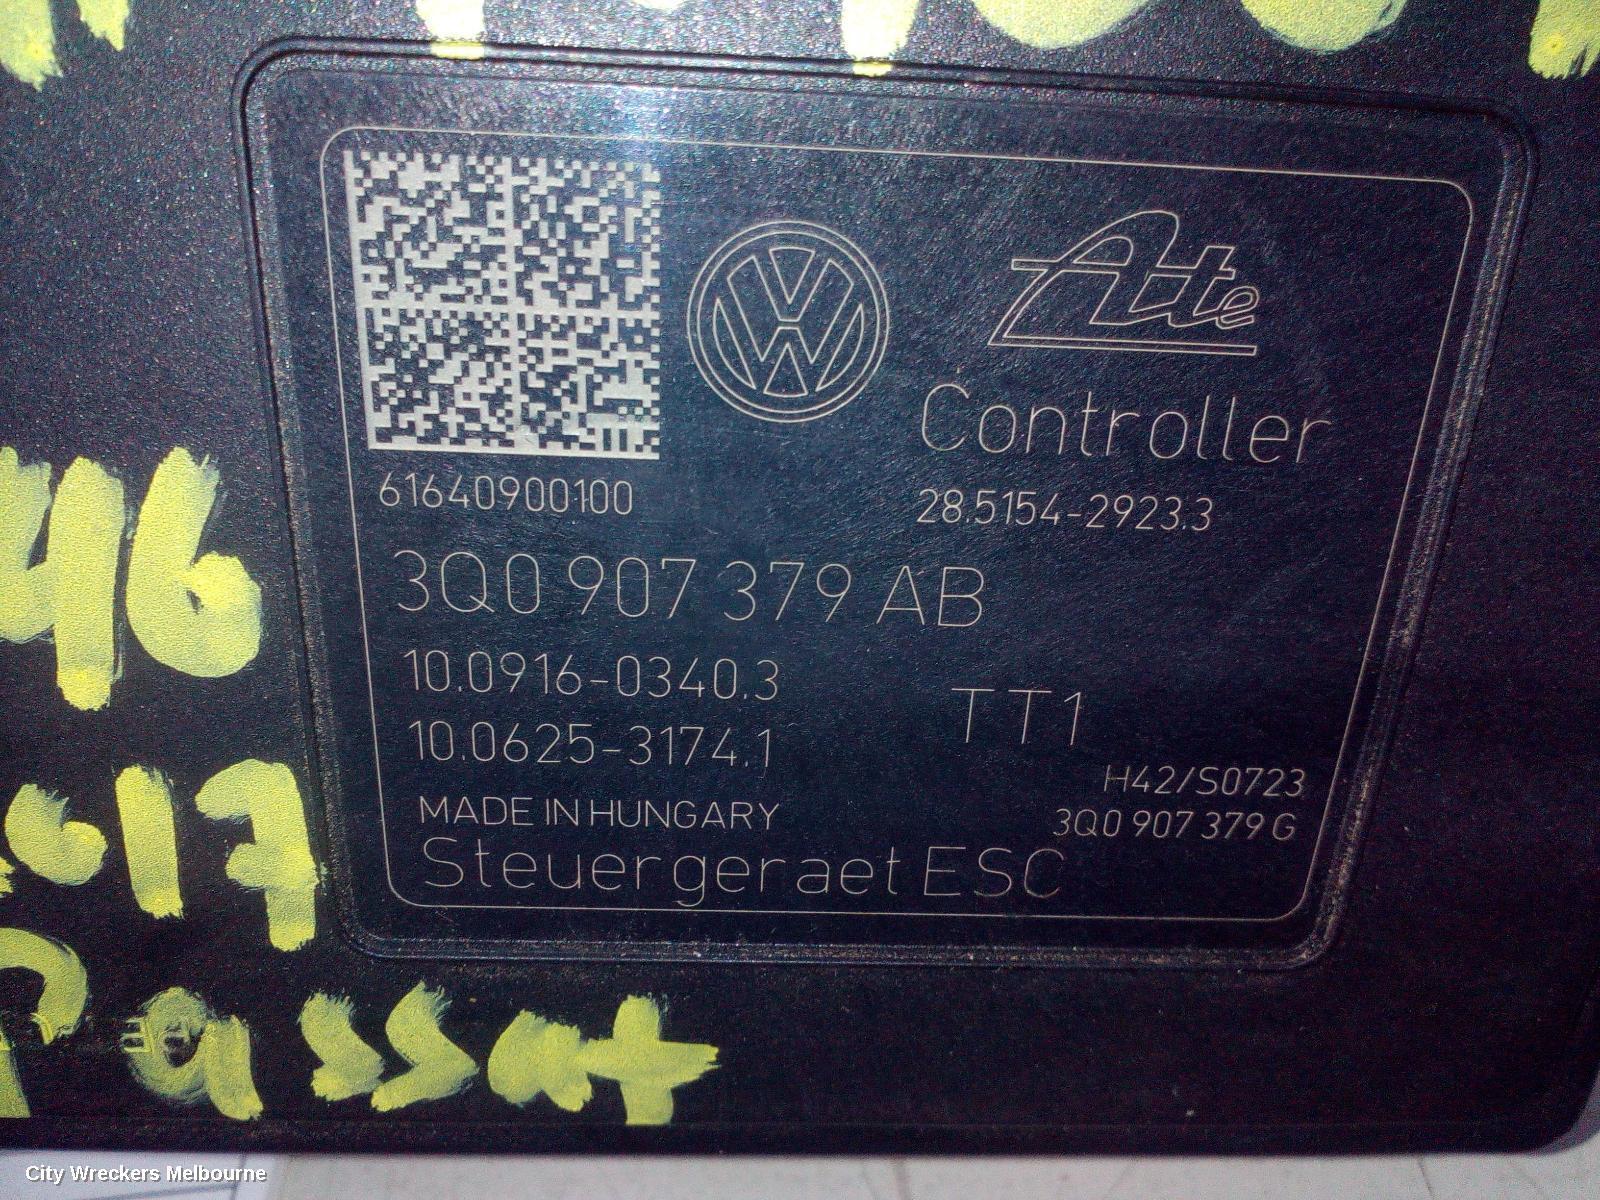 Ate
Controller
61640900100
28.5154-2923.3
3Q0 907 379 AB
10.0916-0340.3
TT1
10.0625-3174.1
H42/S0723
MADE IN HUNGARY
3Q0 907 379 G
Steuergeraet ESC
46
17
Passat
City Wreckers Melbourne